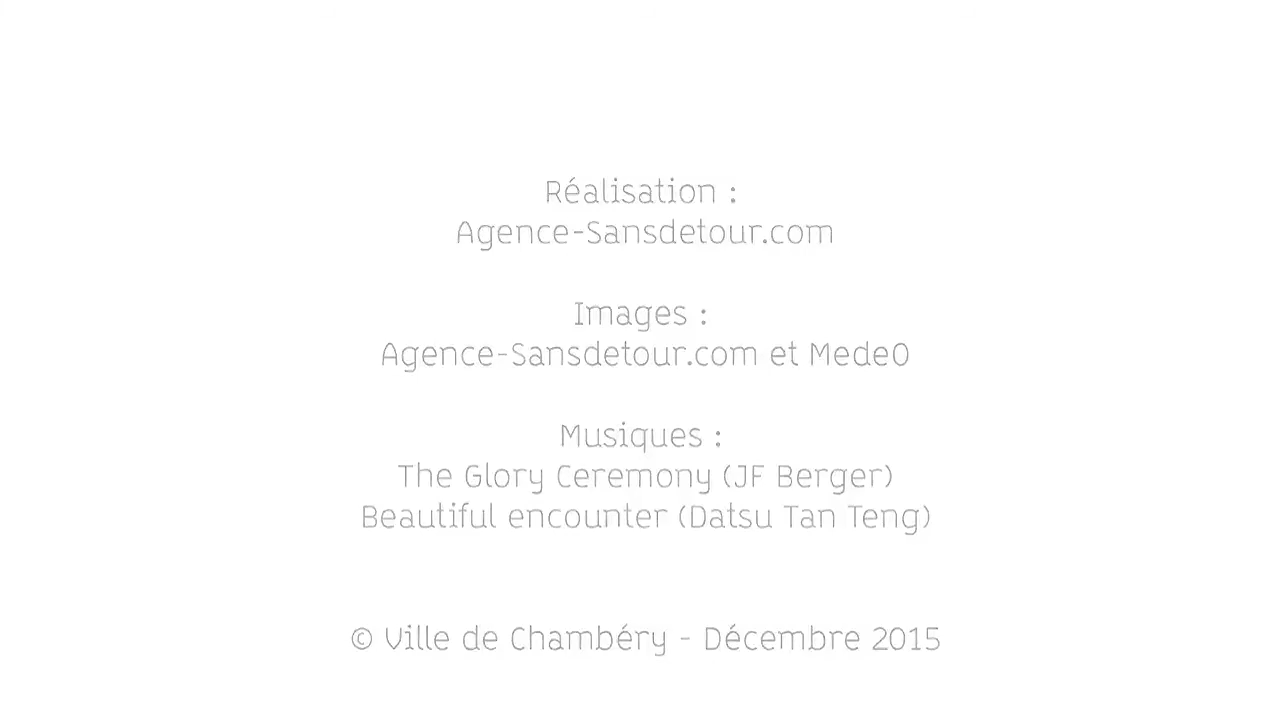 Réalisation :
Agence-Sansdetour.com
Images :
Agence-Sansdetour.com et MedeO
Musiques :
The Glory Ceremony (JF Berger)
Beautiful encounter (Datsu Tan Teng)
© Ville de Chambéry - Décembre 2015